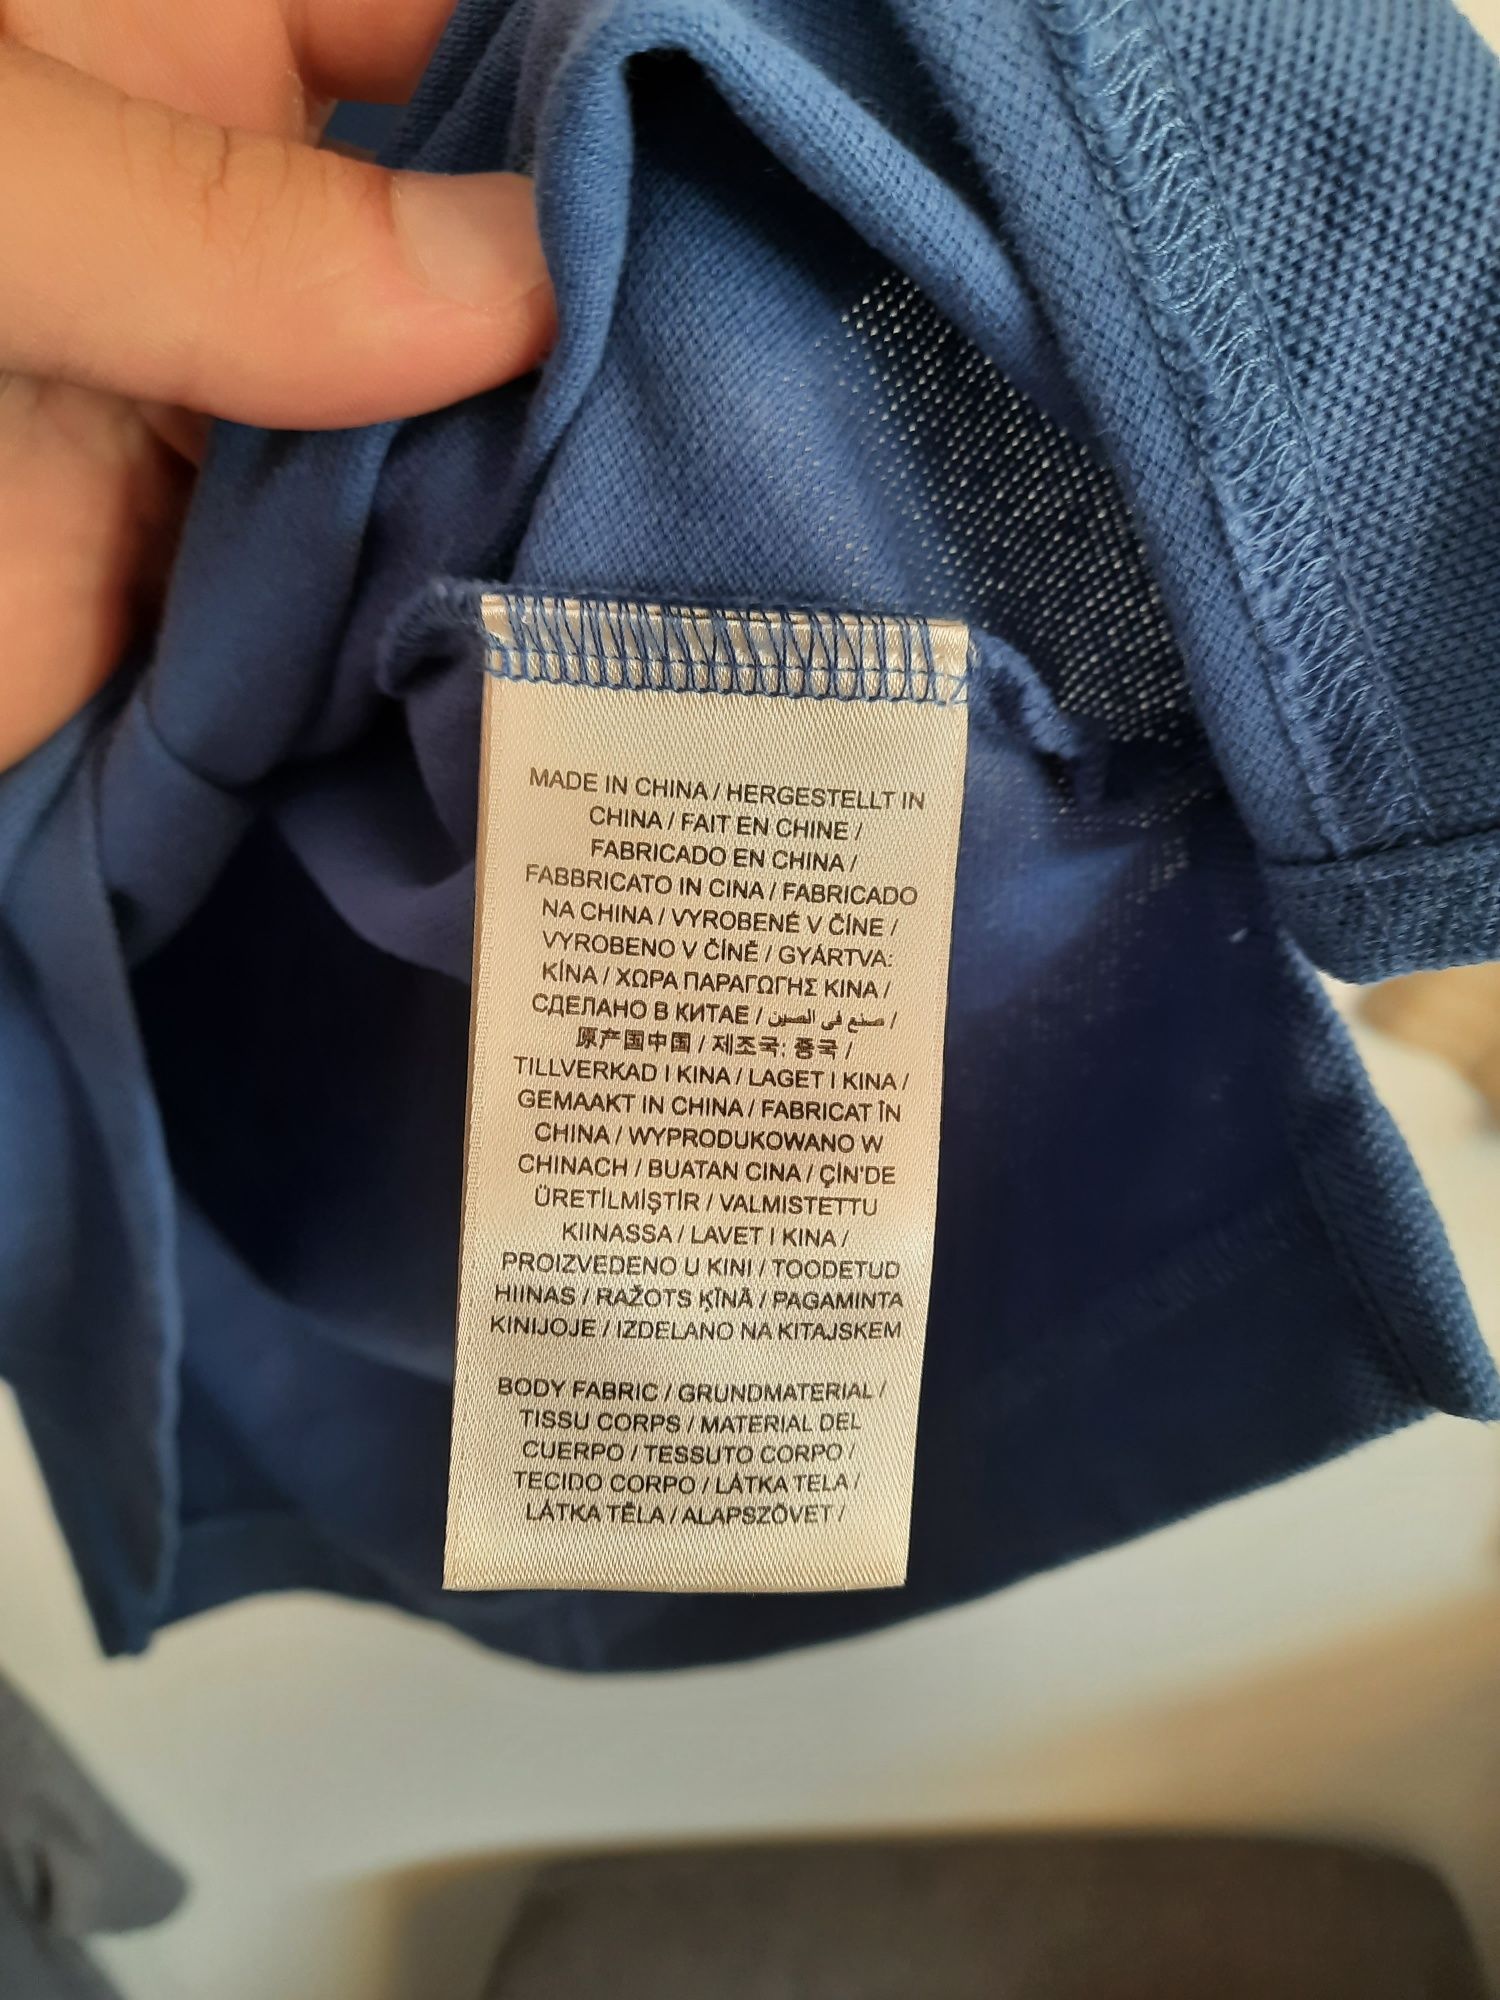 MADE IN CHINA / HERGESTELLT IN
CHINA / FAIT EN CHINE /
FABRICADO EN CHINA /
FABBRICATO IN CINA / FABRICADO
NA CHINA / VYROBENÉ V ČÍNE /
VYROBENO V ČÍNĚ / GYÁRTVA:
KÍNA / ΧΩΡΑ ΠΑΡΑΓΩΓΗΣ ΚΙΝΑ /
СДЕЛАНО В КИТАЕ / صنع في الصين /
原产国中国 / 제조국: 중국 /
TILLVERKAD I KINA / LAGET I KINA /
GEMAAKT IN CHINA / FABRICAT ÎN
CHINA / WYPRODUKOWANO W
CHINACH / BUATAN CINA / ÇİN'DE
ÜRETİLMİŞTİR / VALMISTETTU
KIINASSA / LAVET I KINA /
PROIZVEDENO U KINI / TOODETUD
HIINAS / RAŽOTS ĶĪNĀ / PAGAMINTA
KINIJOJE / IZDELANO NA KITAJSKEM
BODY FABRIC / GRUNDMATERIAL /
TISSU CORPS / MATERIAL DEL
CUERPO / TESSUTO CORPO /
TECIDO CORPO / LÁTKA TELA /
LÁTKA TĚLA / ALAPSZÖVET /